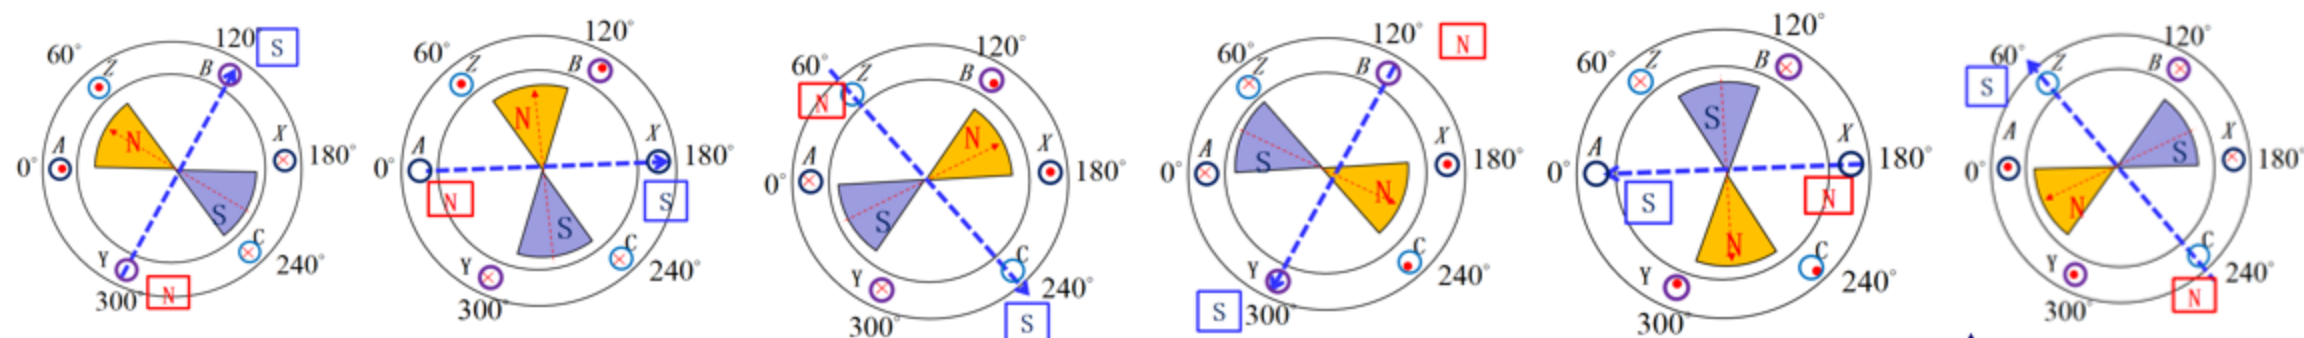 120° S
60°
Z B
N
A X
0° 180°
S
Y C
240°
300° N
120°
60°
Z B
N
A X
0° 180°
N S
S
Y C
240°
300°
120°
60°
Z B
N
N
A X
0° 180°
S
C
Y 240°
300° S
120° N
60°
Z B
A X
0° S 180°
N
C
Y 240°
S 300°
120°
60° Z B
S
A X
0° 180°
S N
N
Y C
240°
300°
120°
60°
Z B
S
A S X
0° 180°
N
Y C
240°
300° N